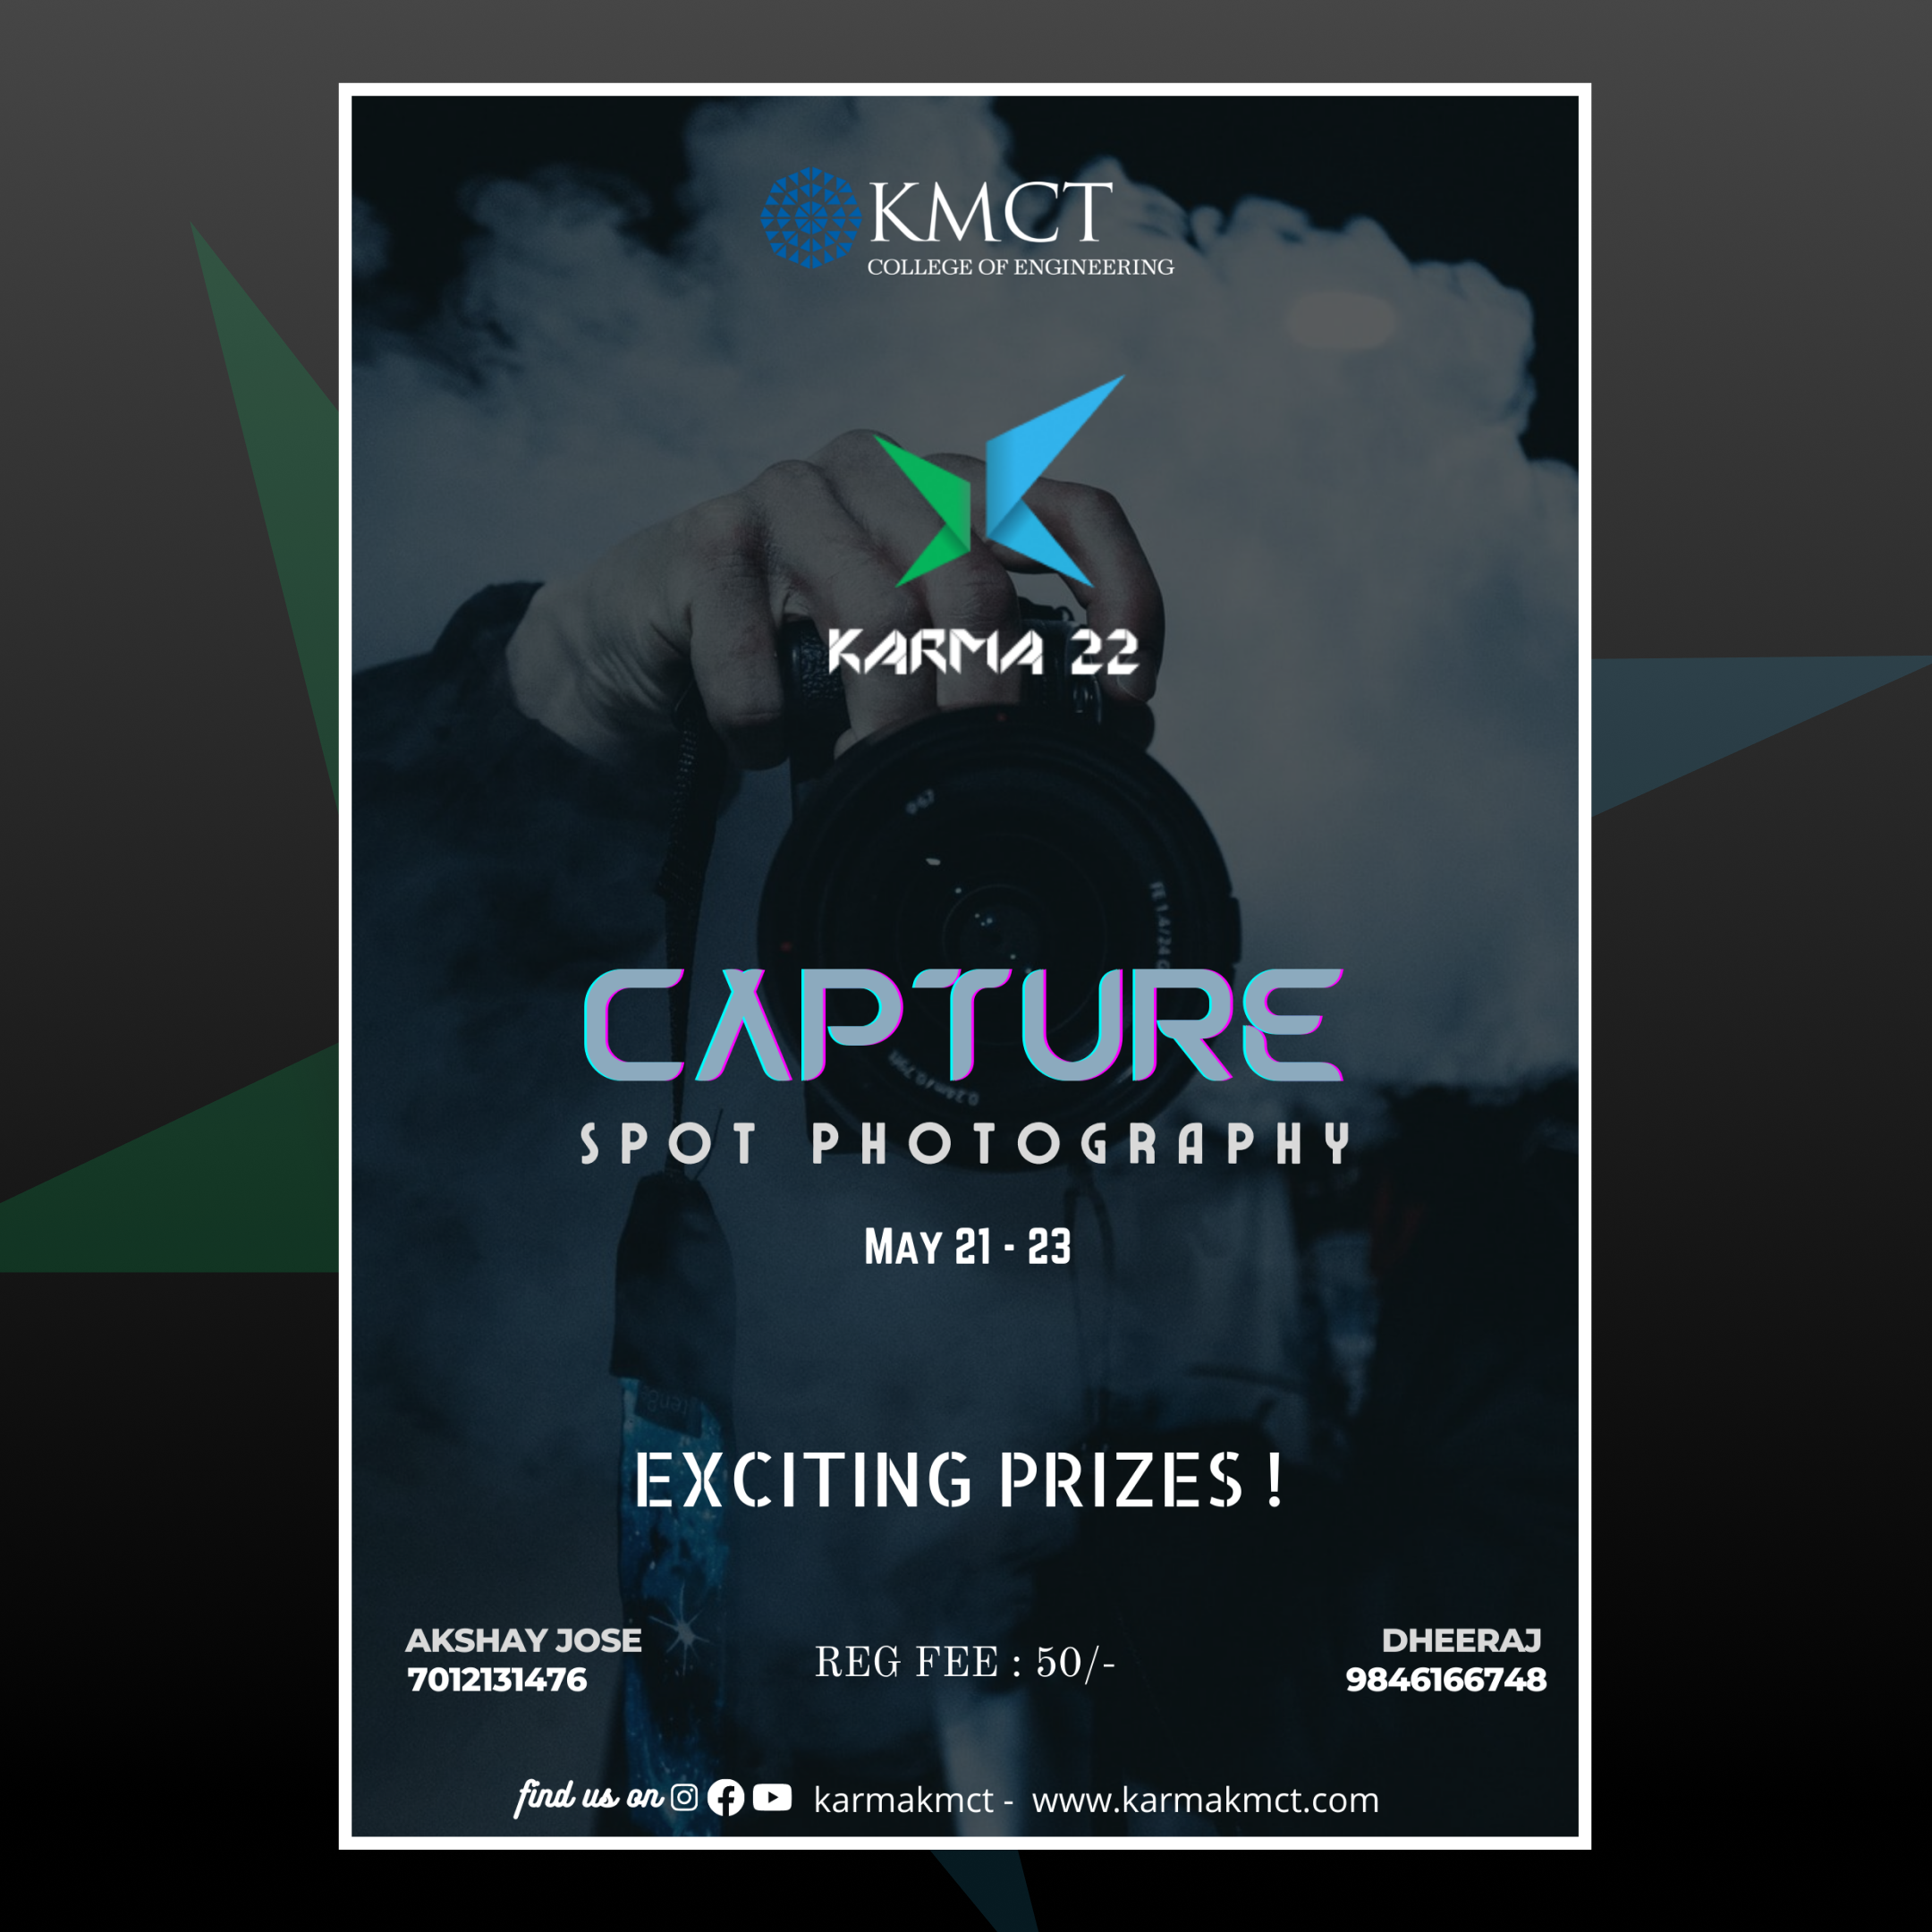 KMCT
COLLEGE OF ENGINEERING
KARMA 22
CAPTURE
SPOT PHOTOGRAPHY
MAY 21 - 23
EXCITING PRIZES !
AKSHAY JOSE
7012131476
REG FEE : 50/-
DHEERAJ
9846166748
find us on karmakmct - www.karmakmct.com